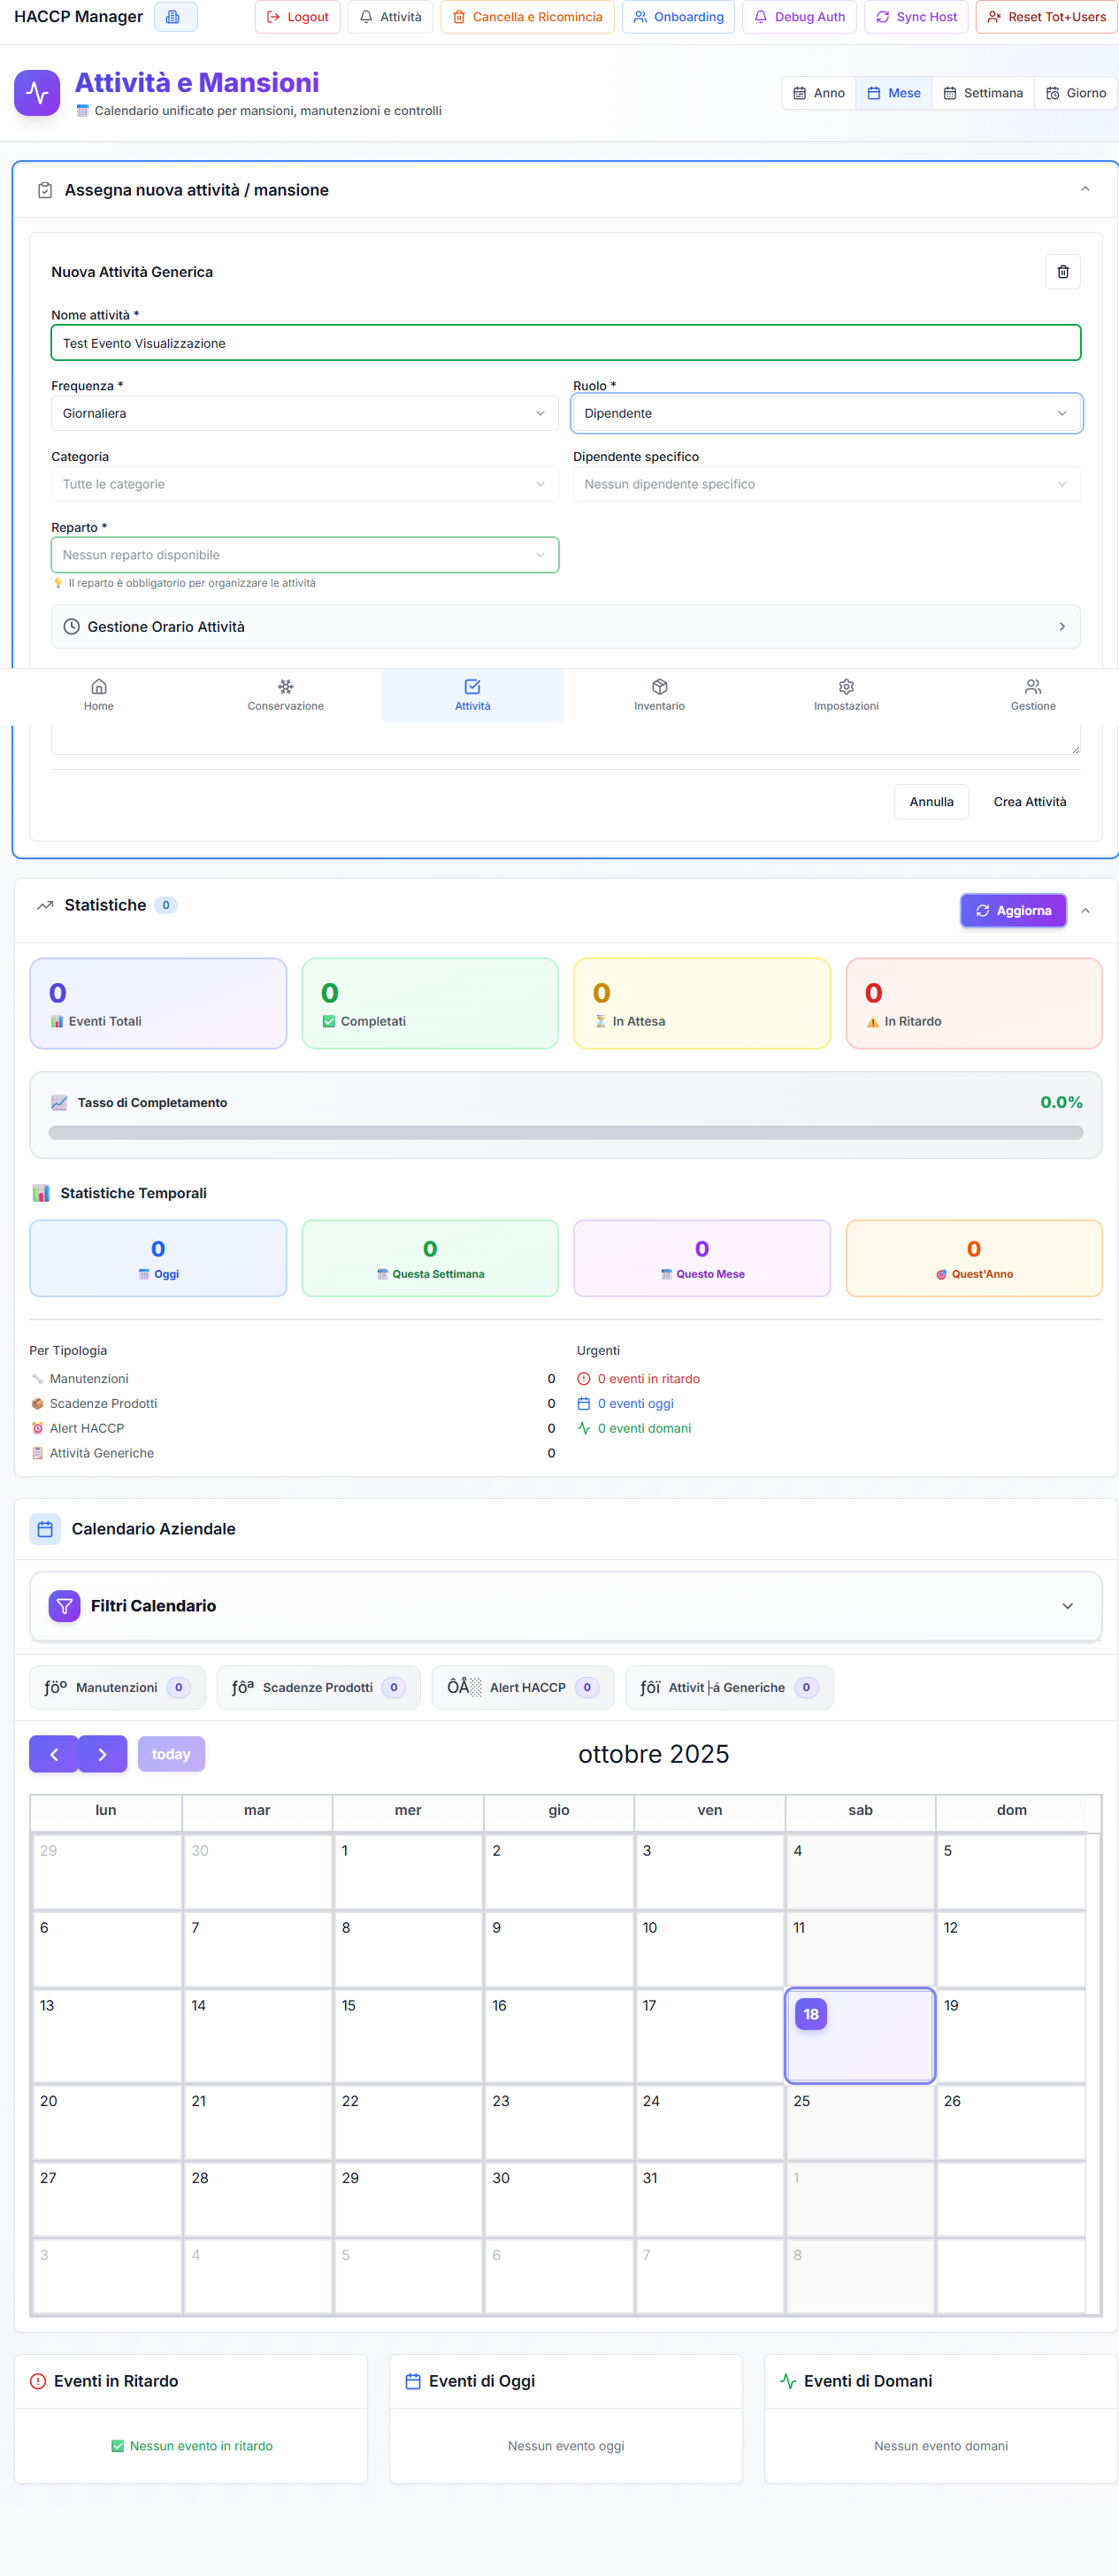 HACCP Manager
Logout
Attività
Cancella e Ricomincia
Onboarding
Debug Auth
Sync Host
Reset Tot+Users
Attività e Mansioni
Calendario unificato per mansioni, manutenzioni e controlli
Anno
Mese
Settimana
Giorno
Assegna nuova attività / mansione
Nuova Attività Generica
Nome attività *
Test Evento Visualizzazione
Frequenza *
Ruolo *
Giornaliera
Dipendente
Categoria
Dipendente specifico
Tutte le categorie
Nessun dipendente specifico
Reparto *
Nessun reparto disponibile
Il reparto è obbligatorio per organizzare le attività
Gestione Orario Attività
Home
Conservazione
Attività
Inventario
Impostazioni
Gestione
Annulla
Crea Attività
Statistiche 0
Aggiorna
0
Eventi Totali
0
Completati
0
In Attesa
0
In Ritardo
Tasso di Completamento
0.0%
Statistiche Temporali
0
Oggi
0
Questa Settimana
0
Questo Mese
0
Quest'Anno
Per Tipologia
Manutenzioni 0
Scadenze Prodotti 0
Alert HACCP 0
Attività Generiche 0
Urgenti
0 eventi in ritardo
0 eventi oggi
0 eventi domani
Calendario Aziendale
Filtri Calendario
ƒöº Manutenzioni 0
ƒôª Scadenze Prodotti 0
ÔÅ░ Alert HACCP 0
ƒôï Attivit├á Generiche 0
today
ottobre 2025
lun mar mer gio ven sab dom
29 30 1 2 3 4 5
6 7 8 9 10 11 12
13 14 15 16 17 18 19
20 21 22 23 24 25 26
27 28 29 30 31 1
3 4 5 6 7 8
Eventi in Ritardo
Nessun evento in ritardo
Eventi di Oggi
Nessun evento oggi
Eventi di Domani
Nessun evento domani